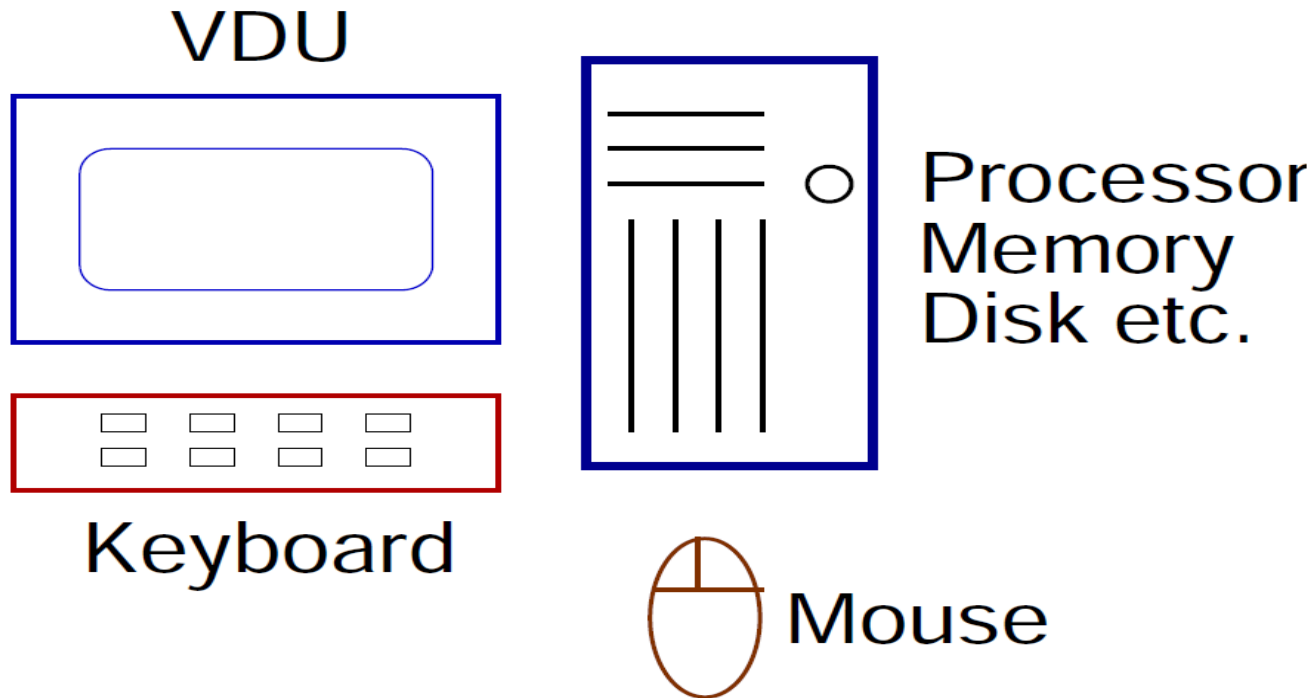 VDU
Processor
Memory
Disk etc.
Keyboard
Mouse